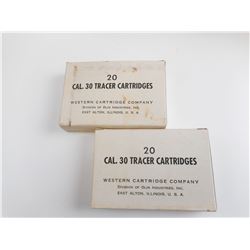 20
CAL. 30 TRACER CARTRIDGES
WESTERN CARTRIDGE COMPANY
DIVISION OF OLIN INDUSTRIES, INC.
EAST ALTON, ILLINOIS, U. S. A.
20
CAL. 30 TRACER CARTRIDGES
WESTERN CARTRIDGE COMPANY
DIVISION OF OLIN INDUSTRIES, INC.
EAST ALTON, ILLINOIS, U. S. A.